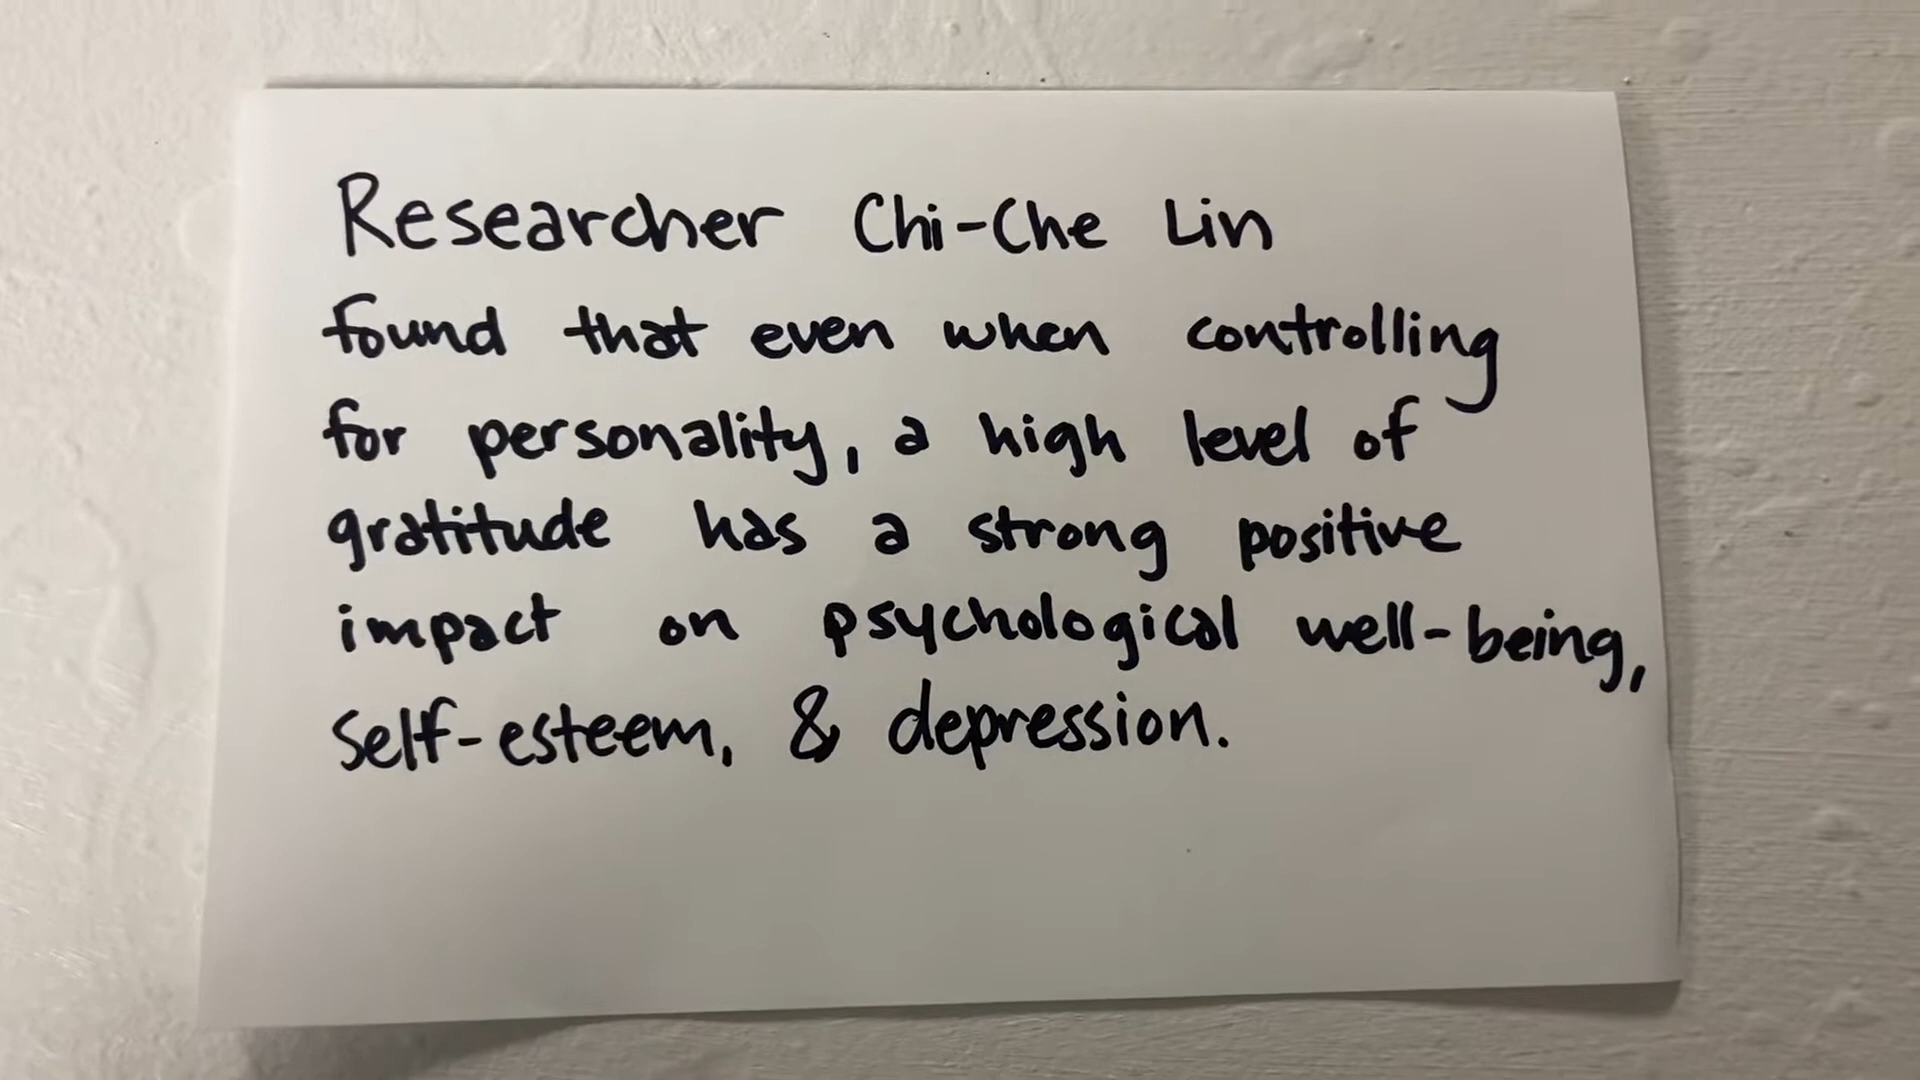 Researcher Chi-Che Lin
found that even when controlling
for personality, a high level of
gratitude has a strong positive
impact on psychological well-being,
self-esteem, & depression.